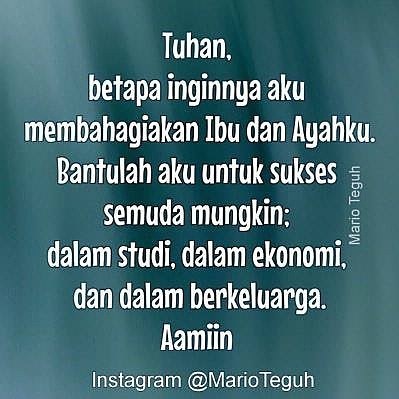 Tuhan,
betapa inginnya aku
membahagiakan Ibu dan Ayahku.
Bantulah aku untuk sukses
semuda mungkin;
dalam studi, dalam ekonomi,
dan dalam berkeluarga.
Aamiin
Mario Teguh
Instagram @MarioTeguh